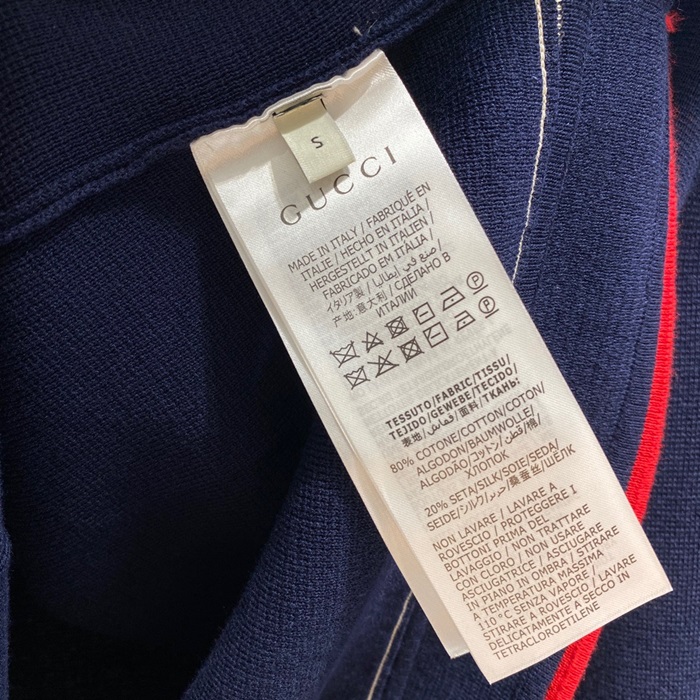 S
GUCCI
MADE IN ITALY / FABRIQUÉ EN
ITALIE / HECHO EN ITALIA /
HERGESTELLT IN ITALIEN /
FABRICADO EM ITALIA /
イタリア製 / صنع في إيطاليا /
产地:意大利 / СДЕЛАНО В
ИТАЛИИ
TESSUTO/FABRIC/TISSU/
TEJIDO/GEWEBE/TECIDO/
表地/قماش/面料/ТКАНЬ:
80% COTONE/COTTON/COTON/
ALGODON/BAUMWOLLE/
ALGODÃO/コットン/قطن/棉/
ХЛОПОК
20% SETA/SILK/SOIE/SEDA/
SEIDE/シルク/حرير/桑蚕丝/ШЁЛК
NON LAVARE / LAVARE A
ROVESCIO / PROTEGGERE I
BOTTONI PRIMA DEL
LAVAGGIO / NON TRATTARE
CON CLORO / NON USARE
ASCIUGATRICE / ASCIUGARE
IN PIANO IN OMBRA / STIRARE
A TEMPERATURA MASSIMA
110°C SENZA VAPORE /
STIRARE A ROVESCIO / LAVARE
DELICATAMENTE A SECCO IN
TETRACLOROETILENE